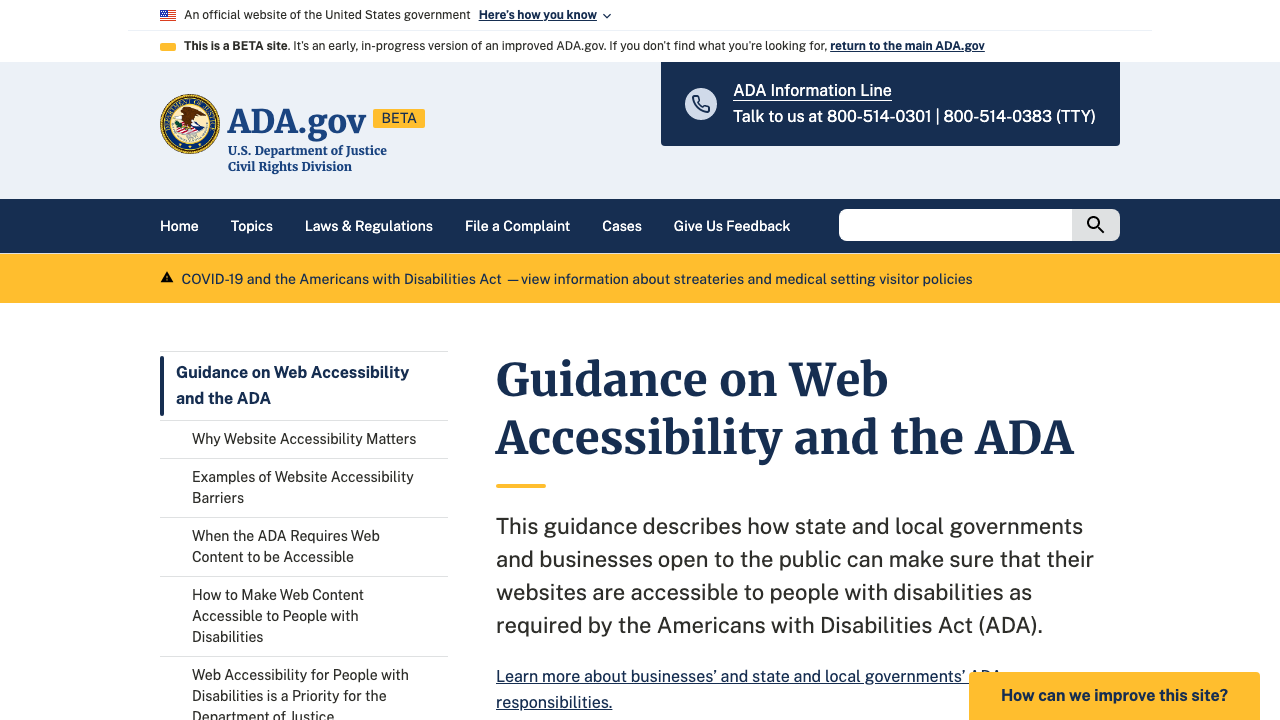 An official website of the United States government Here's how you know
This is a BETA site. It's an early, in-progress version of an improved ADA.gov. If you don't find what you're looking for, return to the main ADA.gov
ADA.gov BETA
U.S. Department of Justice
Civil Rights Division
ADA Information Line
Talk to us at 800-514-0301 | 800-514-0383 (TTY)
Home Topics Laws & Regulations File a Complaint Cases Give Us Feedback
COVID-19 and the Americans with Disabilities Act — view information about streateries and medical setting visitor policies
Guidance on Web Accessibility
and the ADA
Why Website Accessibility Matters
Examples of Website Accessibility
Barriers
When the ADA Requires Web
Content to be Accessible
How to Make Web Content
Accessible to People with
Disabilities
Web Accessibility for People with
Disabilities is a Priority for the
Department of Justice
Guidance on Web
Accessibility and the ADA
This guidance describes how state and local governments
and businesses open to the public can make sure that their
websites are accessible to people with disabilities as
required by the Americans with Disabilities Act (ADA).
Learn more about businesses' and state and local governments' ADA
responsibilities.
How can we improve this site?